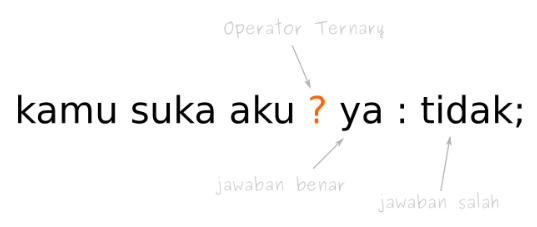 Operator Ternary
kamu suka aku ? ya : tidak;
jawaban benar
jawaban salah